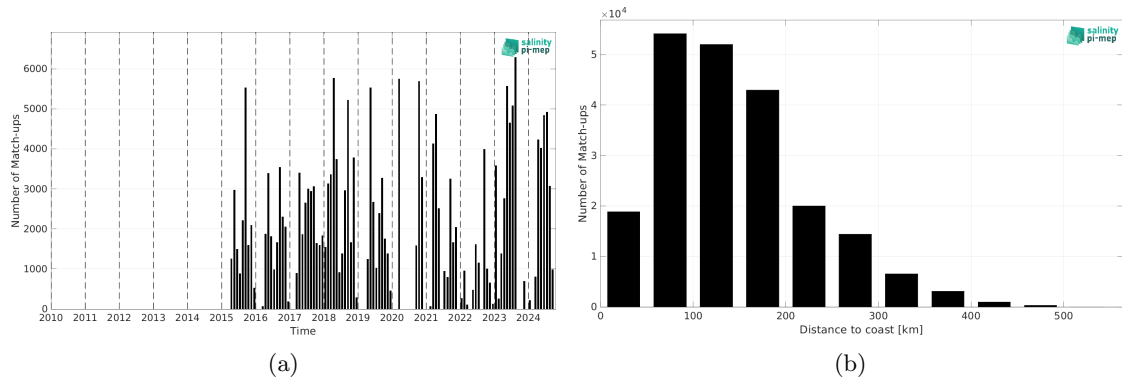 salinity
pi-mep
6000
5000
4000
3000
2000
1000
0
Number of Match-ups
2010 2011 2012 2013 2014 2015 2016 2017 2018 2019 2020 2021 2022 2023 2024
Time
(a)
×10⁴
salinity
pi-mep
5
4
3
2
1
0
Number of Match-ups
0 100 200 300 400 500
Distance to coast [km]
(b)